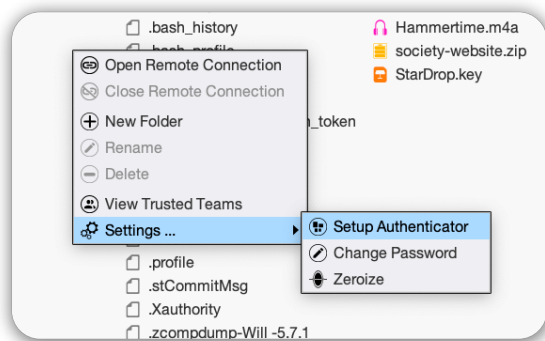 .bash_history
Hammertime.m4a
.bash_profile
society-website.zip
Open Remote Connection
StarDrop.key
Close Remote Connection
New Folder
_token
Rename
Delete
View Trusted Teams
Settings ...
Setup Authenticator
Change Password
.profile
Zeroize
.stCommitMsg
.Xauthority
.zcompdump-Will -5.7.1